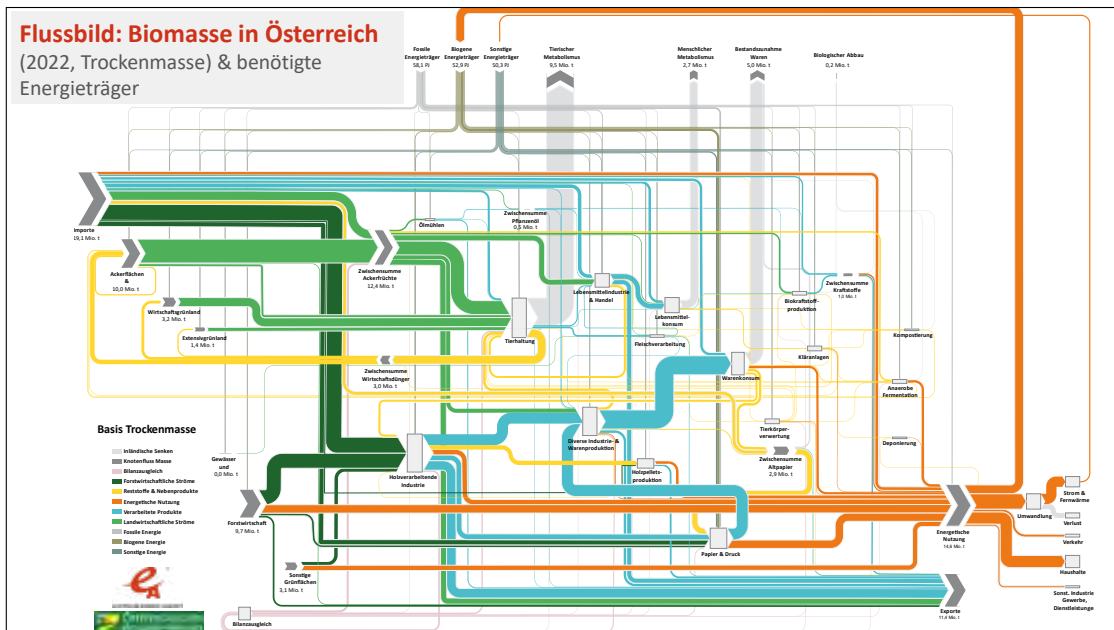 Flussbild: Biomasse in Österreich
(2022, Trockenmasse) & benötigte
Energieträger
Fossile
Energieträger
58,1 PJ
Biogene
Energieträger
52,9 PJ
Sonstige
Energieträger
50,3 PJ
Tierischer
Metabolismus
9,5 Mio. t
Menschlicher
Metabolismus
2,7 Mio. t
Bestandszunahme
Waren
5,0 Mio. t
Biologischer Abbau
0,2 Mio. t
Importe
19,1 Mio. t
Ackerflächen
&
10,0 Mio. t
Wirtschaftsgrünland
3,2 Mio. t
Extensivgrünland
1,4 Mio. t
Zwischensumme
Ackerfrüchte
12,4 Mio. t
Ölmühlen
Zwischensumme
Pflanzenöl
0,5 Mio. t
Tierhaltung
Lebensmittelindustrie
& Handel
Lebensmittel-
konsum
Fleischverarbeitung
Zwischensumme
Wirtschaftsdünger
3,0 Mio. t
Biokraftstoff-
produktion
Zwischensumme
Kraftstoffe
Kompostierung
Kläranlagen
Anaerobe
Fermentation
Warenkonsum
Tierkörper-
verwertung
Deponierung
Zwischensumme
Altpapier
2,9 Mio. t
Diverse Industrie- &
Warenproduktion
Holzpellets-
produktion
Holzverarbeitende
Industrie
Gewässer
und
0,0 Mio. t
Forstwirtschaft
9,7 Mio. t
Sonstige
Grünflächen
3,1 Mio. t
Papier & Druck
Energetische
Nutzung
14,6 Mio. t
Umwandlung
Strom &
Fernwärme
Verlust
Verkehr
Haushalte
Sonst. Industrie
Gewerbe,
Dienstleistunge
Exporte
11,4 Mio. t
Bilanzausgleich
Basis Trockenmasse
Inländische Senken
Knotenfluss Masse
Bilanzausgleich
Forstwirtschaftliche Ströme
Reststoffe & Nebenprodukte
Energetische Nutzung
Verarbeitete Produkte
Landwirtschaftliche Ströme
Fossile Energie
Biogene Energie
Sonstige Energie